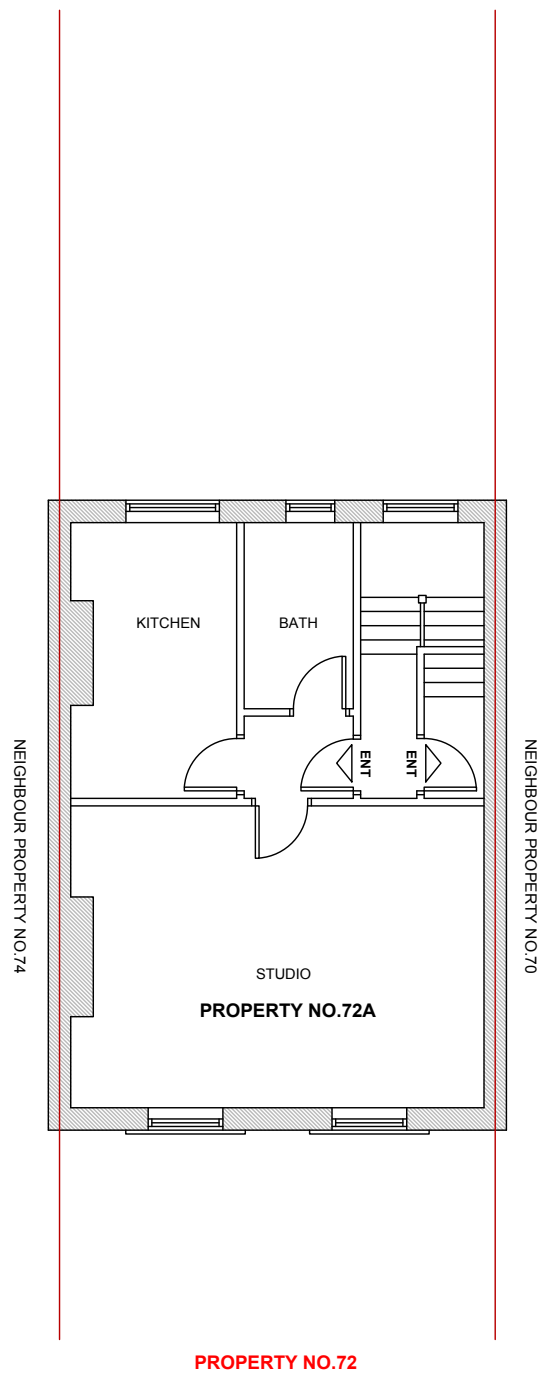 KITCHEN
BATH
ENT
ENT
NEIGHBOUR PROPERTY NO.74
NEIGHBOUR PROPERTY NO.70
STUDIO
PROPERTY NO.72A
PROPERTY NO.72